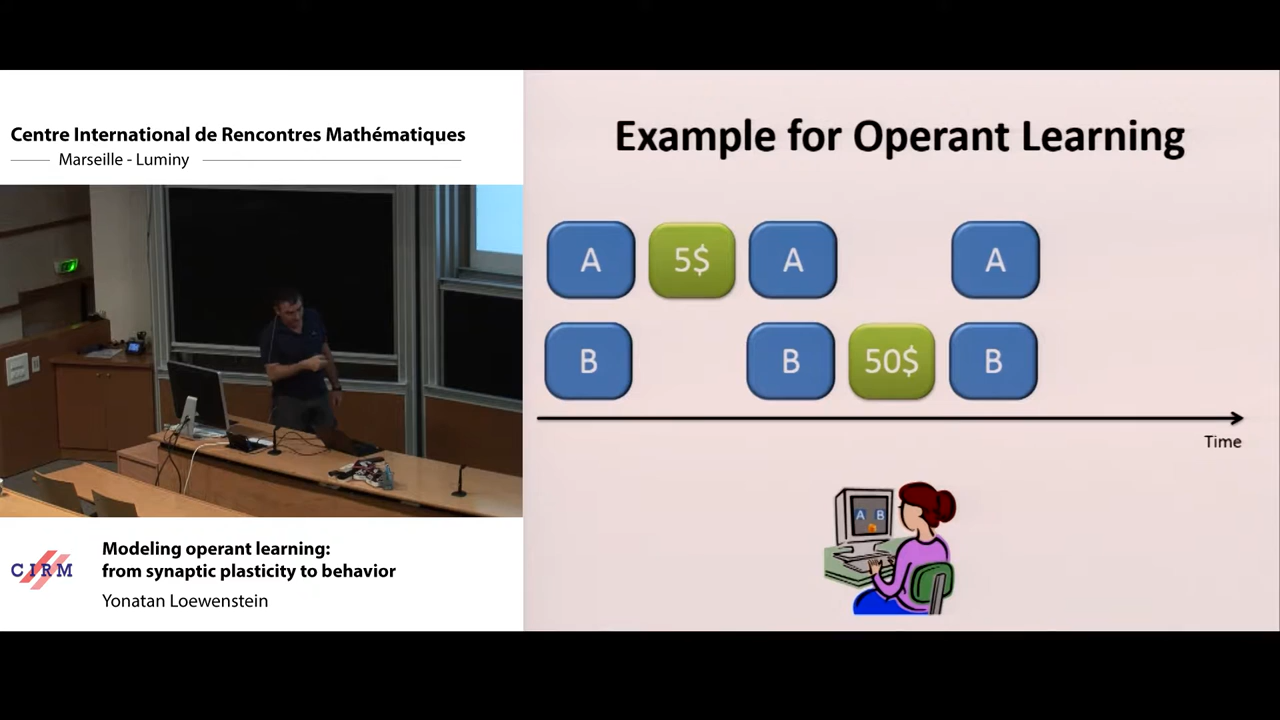 Centre International de Rencontres Mathématiques
Marseille - Luminy
Example for Operant Learning
A 5$ A A
B B 50$ B
Time
A B
CIRM
Modeling operant learning:
from synaptic plasticity to behavior
Yonatan Loewenstein